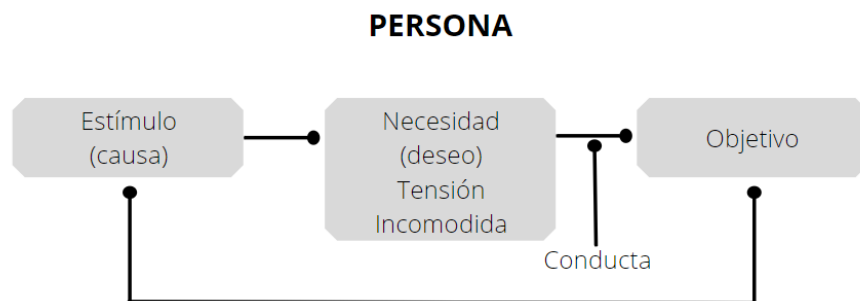 PERSONA
Estímulo
(causa)
Necesidad
(deseo)
Tensión
Incomodida
Objetivo
Conducta